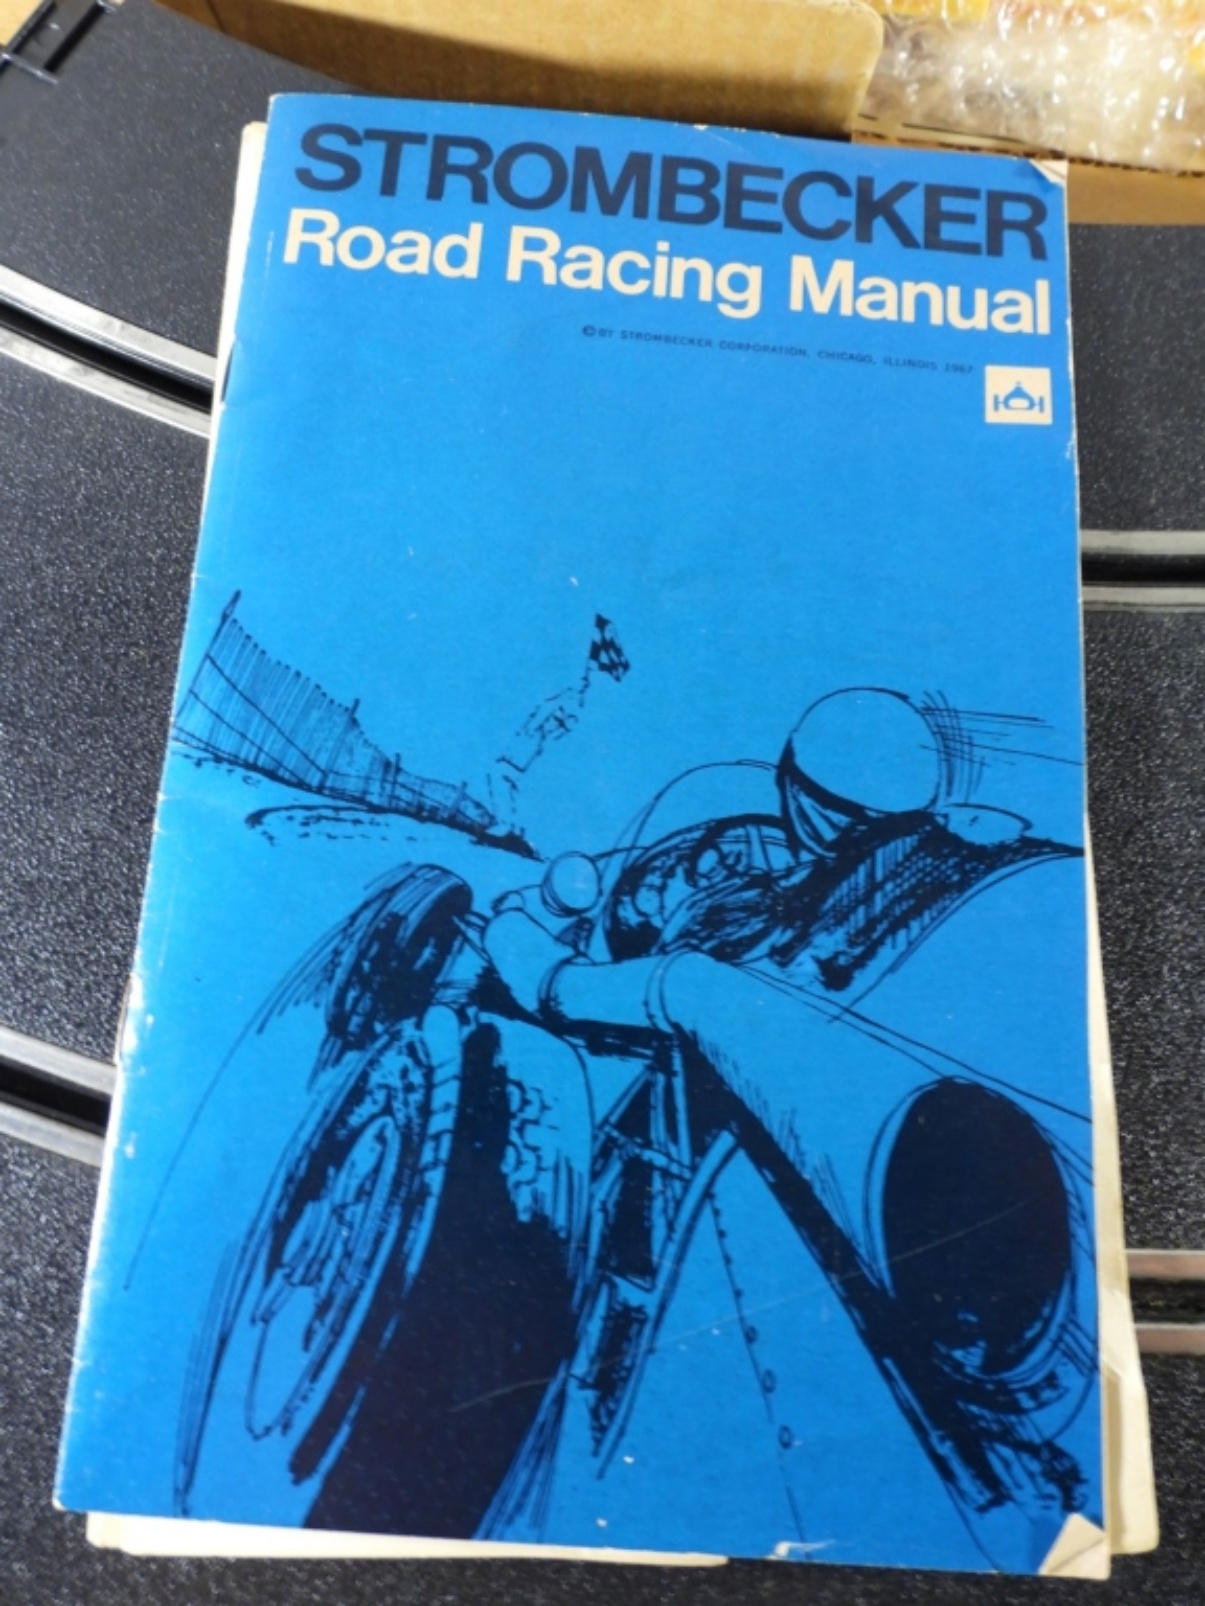 STROMBECKER
Road Racing Manual
© BY STROMBECKER CORPORATION, CHICAGO, ILLINOIS 1967